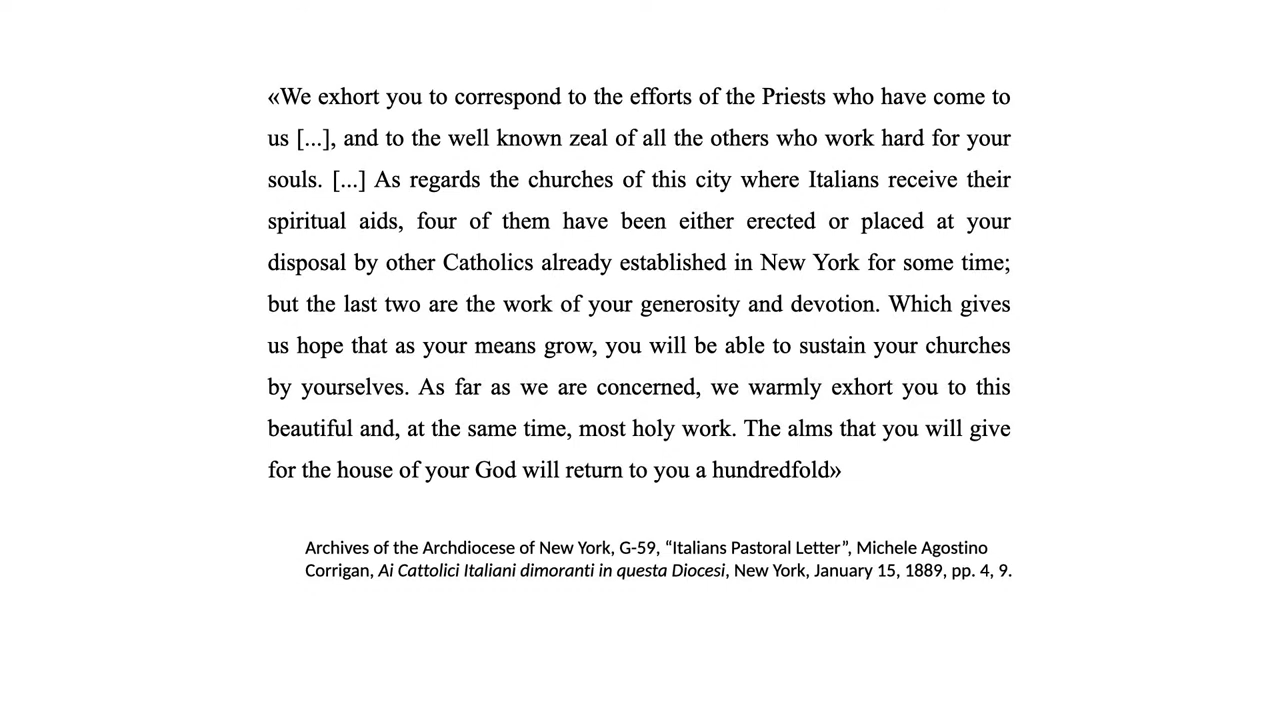 «We exhort you to correspond to the efforts of the Priests who have come to
us [...], and to the well known zeal of all the others who work hard for your
souls. [...] As regards the churches of this city where Italians receive their
spiritual aids, four of them have been either erected or placed at your
disposal by other Catholics already established in New York for some time;
but the last two are the work of your generosity and devotion. Which gives
us hope that as your means grow, you will be able to sustain your churches
by yourselves. As far as we are concerned, we warmly exhort you to this
beautiful and, at the same time, most holy work. The alms that you will give
for the house of your God will return to you a hundredfold»
Archives of the Archdiocese of New York, G-59, “Italians Pastoral Letter”, Michele Agostino
Corrigan, Ai Cattolici Italiani dimoranti in questa Diocesi, New York, January 15, 1889, pp. 4, 9.